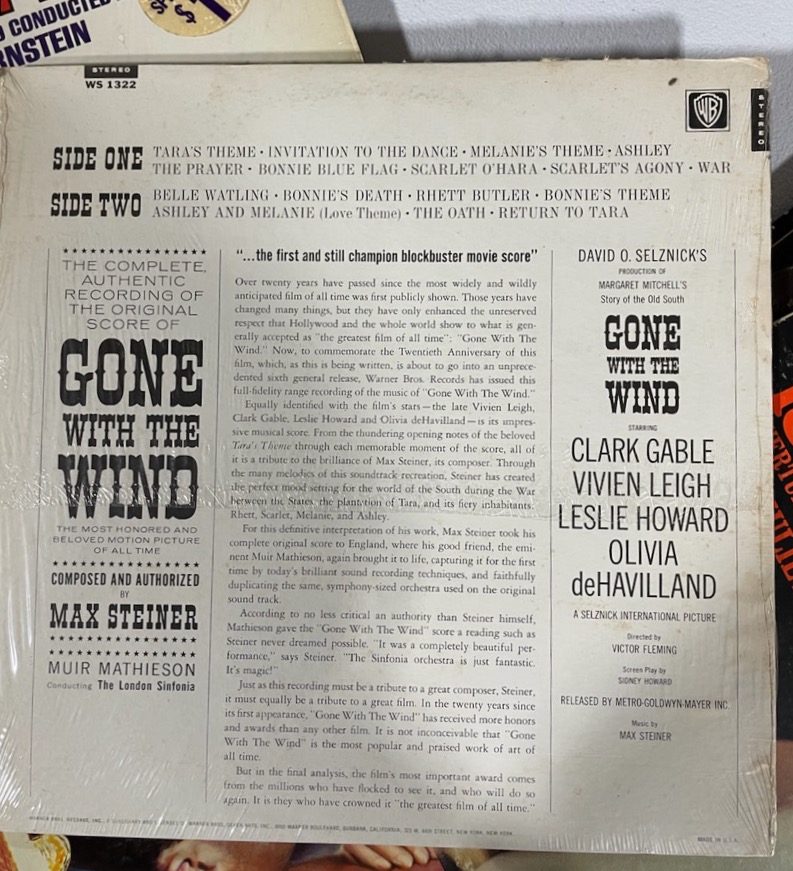 CONDUCTED
RNSTEIN
STEREO
WS 1322
WB
STEREO
SIDE ONE TARA'S THEME • INVITATION TO THE DANCE • MELANIE'S THEME • ASHLEY
THE PRAYER • BONNIE BLUE FLAG • SCARLET O'HARA • SCARLET'S AGONY • WAR
SIDE TWO BELLE WATLING • BONNIE'S DEATH • RHETT BUTLER • BONNIE'S THEME
ASHLEY AND MELANIE (Love Theme) • THE OATH • RETURN TO TARA
THE COMPLETE,
AUTHENTIC
RECORDING OF
THE ORIGINAL
SCORE OF
GONE
WITH THE
WIND
THE MOST HONORED AND
BELOVED MOTION PICTURE
OF ALL TIME
COMPOSED AND AUTHORIZED
BY
MAX STEINER
MUIR MATHIESON
Conducting The London Sinfonia
"...the first and still champion blockbuster movie score"
Over twenty years have passed since the most widely and wildly
anticipated film of all time was first publicly shown. Those years have
changed many things, but they have only enhanced the unreserved
respect that Hollywood and the whole world show to what is gen-
erally accepted as "the greatest film of all time": "Gone With The
Wind." Now, to commemorate the Twentieth Anniversary of this
film, which, as this is being written, is about to go into an unprece-
dented sixth general release, Warner Bros. Records has issued this
full-fidelity range recording of the music of "Gone With The Wind."
Equally identified with the film's stars—the late Vivien Leigh,
Clark Gable, Leslie Howard and Olivia deHavilland—is its impres-
sive musical score. From the thundering opening notes of the beloved
Tara's Theme through each memorable moment of the score, all of
it is a tribute to the brilliance of Max Steiner, its composer. Through
the many melodies of this soundtrack recreation, Steiner has created
the perfect mood setting for the world of the South during the War
between the States, the plantation of Tara, and its fiery inhabitants,
Rhett, Scarlet, Melanie, and Ashley.
For this definitive interpretation of his work, Max Steiner took his
complete original score to England, where his good friend, the emi-
nent Muir Mathieson, again brought it to life, capturing it for the first
time by today's brilliant sound recording techniques, and faithfully
duplicating the same, symphony-sized orchestra used on the original
sound track.
According to no less critical an authority than Steiner himself,
Mathieson gave the "Gone With The Wind" score a reading such as
Steiner never dreamed possible. "It was a completely beautiful per-
formance," says Steiner. "The Sinfonia orchestra is just fantastic.
It's magic!"
Just as this recording must be a tribute to a great composer, Steiner,
it must equally be a tribute to a great film. In the twenty years since
its first appearance, "Gone With The Wind" has received more honors
and awards than any other film. It is not inconceivable that "Gone
With The Wind" is the most popular and praised work of art of
all time.
But in the final analysis, the film's most important award comes
from the millions who have flocked to see it, and who will do so
again. It is they who have crowned it "the greatest film of all time."
DAVID O. SELZNICK'S
PRODUCTION OF
MARGARET MITCHELL'S
Story of the Old South
GONE
WITH THE
WIND
STARRING
CLARK GABLE
VIVIEN LEIGH
LESLIE HOWARD
OLIVIA
deHAVILLAND
A SELZNICK INTERNATIONAL PICTURE
Directed by
VICTOR FLEMING
Screen Play by
SIDNEY HOWARD
RELEASED BY METRO-GOLDWYN-MAYER INC.
Music by
MAX STEINER
WARNER BROS. RECORDS, INC., A SUBSIDIARY AND LICENSEE OF WARNER BROS.-SEVEN ARTS, INC., 4000 WARNER BOULEVARD, BURBANK, CALIFORNIA, NEW YORK, NEW YORK
MADE IN U.S.A.